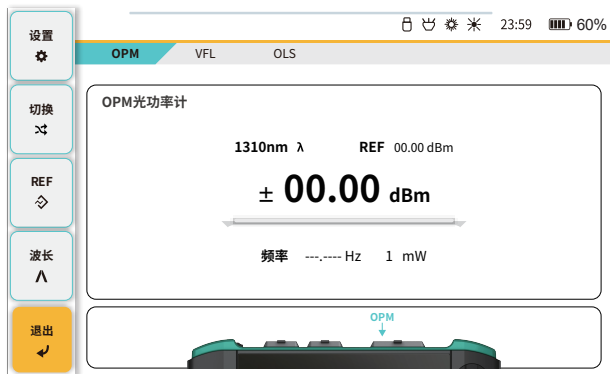 设置
23:59 60%
OPM VFL OLS
切换
OPM光功率计
1310nm λ REF 00.00 dBm
REF
± 00.00 dBm
波长
频率 ---.---- Hz 1 mW
退出
OPM